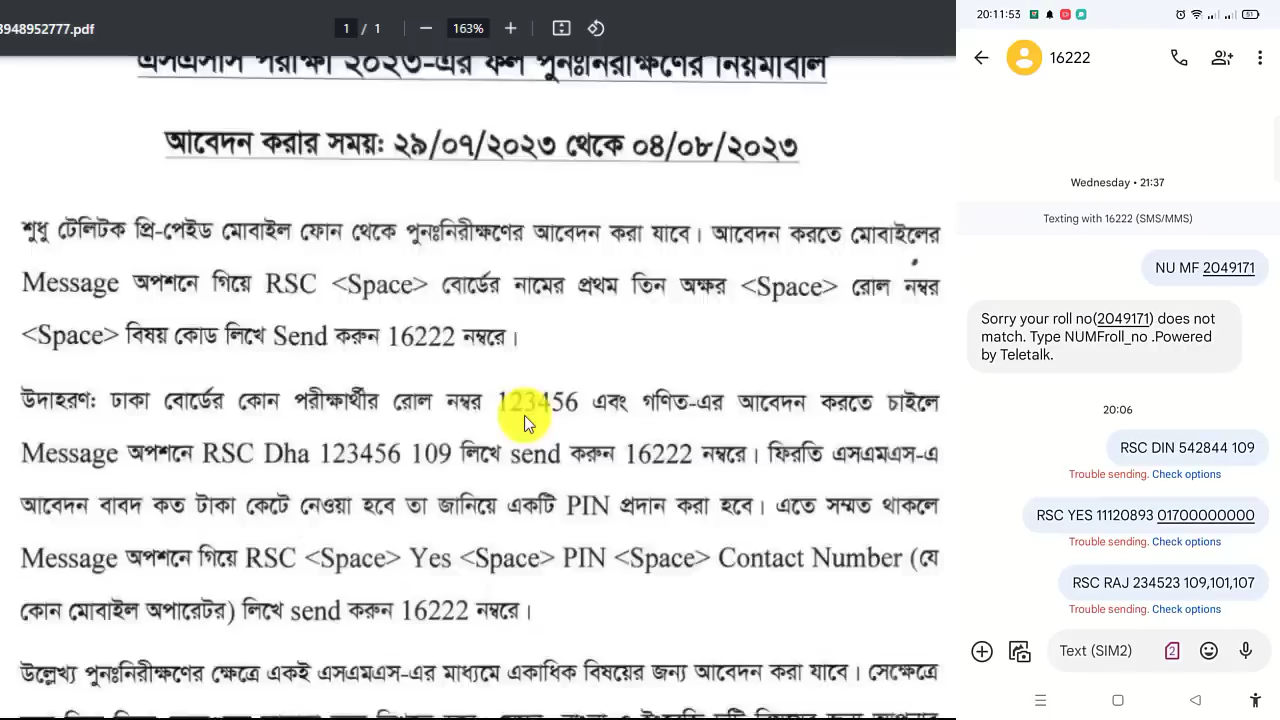 3948952777.pdf
1 / 1
163%
এসএসসি পরীক্ষা ২০২৩-এর ফল পুনঃনিরীক্ষণের নিয়মাবলি
আবেদন করার সময়: ২৯/০৭/২০২৩ থেকে ০৪/০৮/২০২৩
শুধু টেলিটক প্রি-পেইড মোবাইল ফোন থেকে পুনঃনিরীক্ষণের আবেদন করা যাবে। আবেদন করতে মোবাইলের
Message অপশনে গিয়ে RSC <Space> বোর্ডের নামের প্রথম তিন অক্ষর <Space> রোল নম্বর
<Space> বিষয় কোড লিখে Send করুন 16222 নম্বরে।
উদাহরণ: ঢাকা বোর্ডের কোন পরীক্ষার্থীর রোল নম্বর 123456 এবং গণিত-এর আবেদন করতে চাইলে
Message অপশনে RSC Dha 123456 109 লিখে send করুন 16222 নম্বরে। ফিরতি এসএমএস-এ
আবেদন বাবদ কত টাকা কেটে নেওয়া হবে তা জানিয়ে একটি PIN প্রদান করা হবে। এতে সম্মত থাকলে
Message অপশনে গিয়ে RSC <Space> Yes <Space> PIN <Space> Contact Number (যে
কোন মোবাইল অপারেটর) লিখে send করুন 16222 নম্বরে।
উল্লেখ্য পুনঃনিরীক্ষণের ক্ষেত্রে একই এসএমএস-এর মাধ্যমে একাধিক বিষয়ের জন্য আবেদন করা যাবে। সেক্ষেত্রে
20:11:53
61
16222
Wednesday • 21:37
Texting with 16222 (SMS/MMS)
NU MF 2049171
Sorry your roll no(2049171) does not
match. Type NUMFroll_no .Powered
by Teletalk.
20:06
RSC DIN 542844 109
Trouble sending. Check options
RSC YES 11120893 01700000000
Trouble sending. Check options
RSC RAJ 234523 109,101,107
Trouble sending. Check options
Text (SIM2)
2